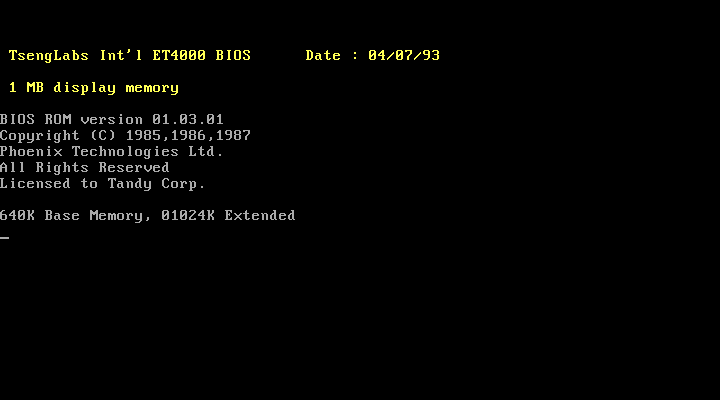 TsengLabs Int'l ET4000 BIOS      Date : 04/07/93
1 MB display memory
BIOS ROM version 01.03.01
Copyright (C) 1985,1986,1987
Phoenix Technologies Ltd.
All Rights Reserved
Licensed to Tandy Corp.
640K Base Memory, 01024K Extended